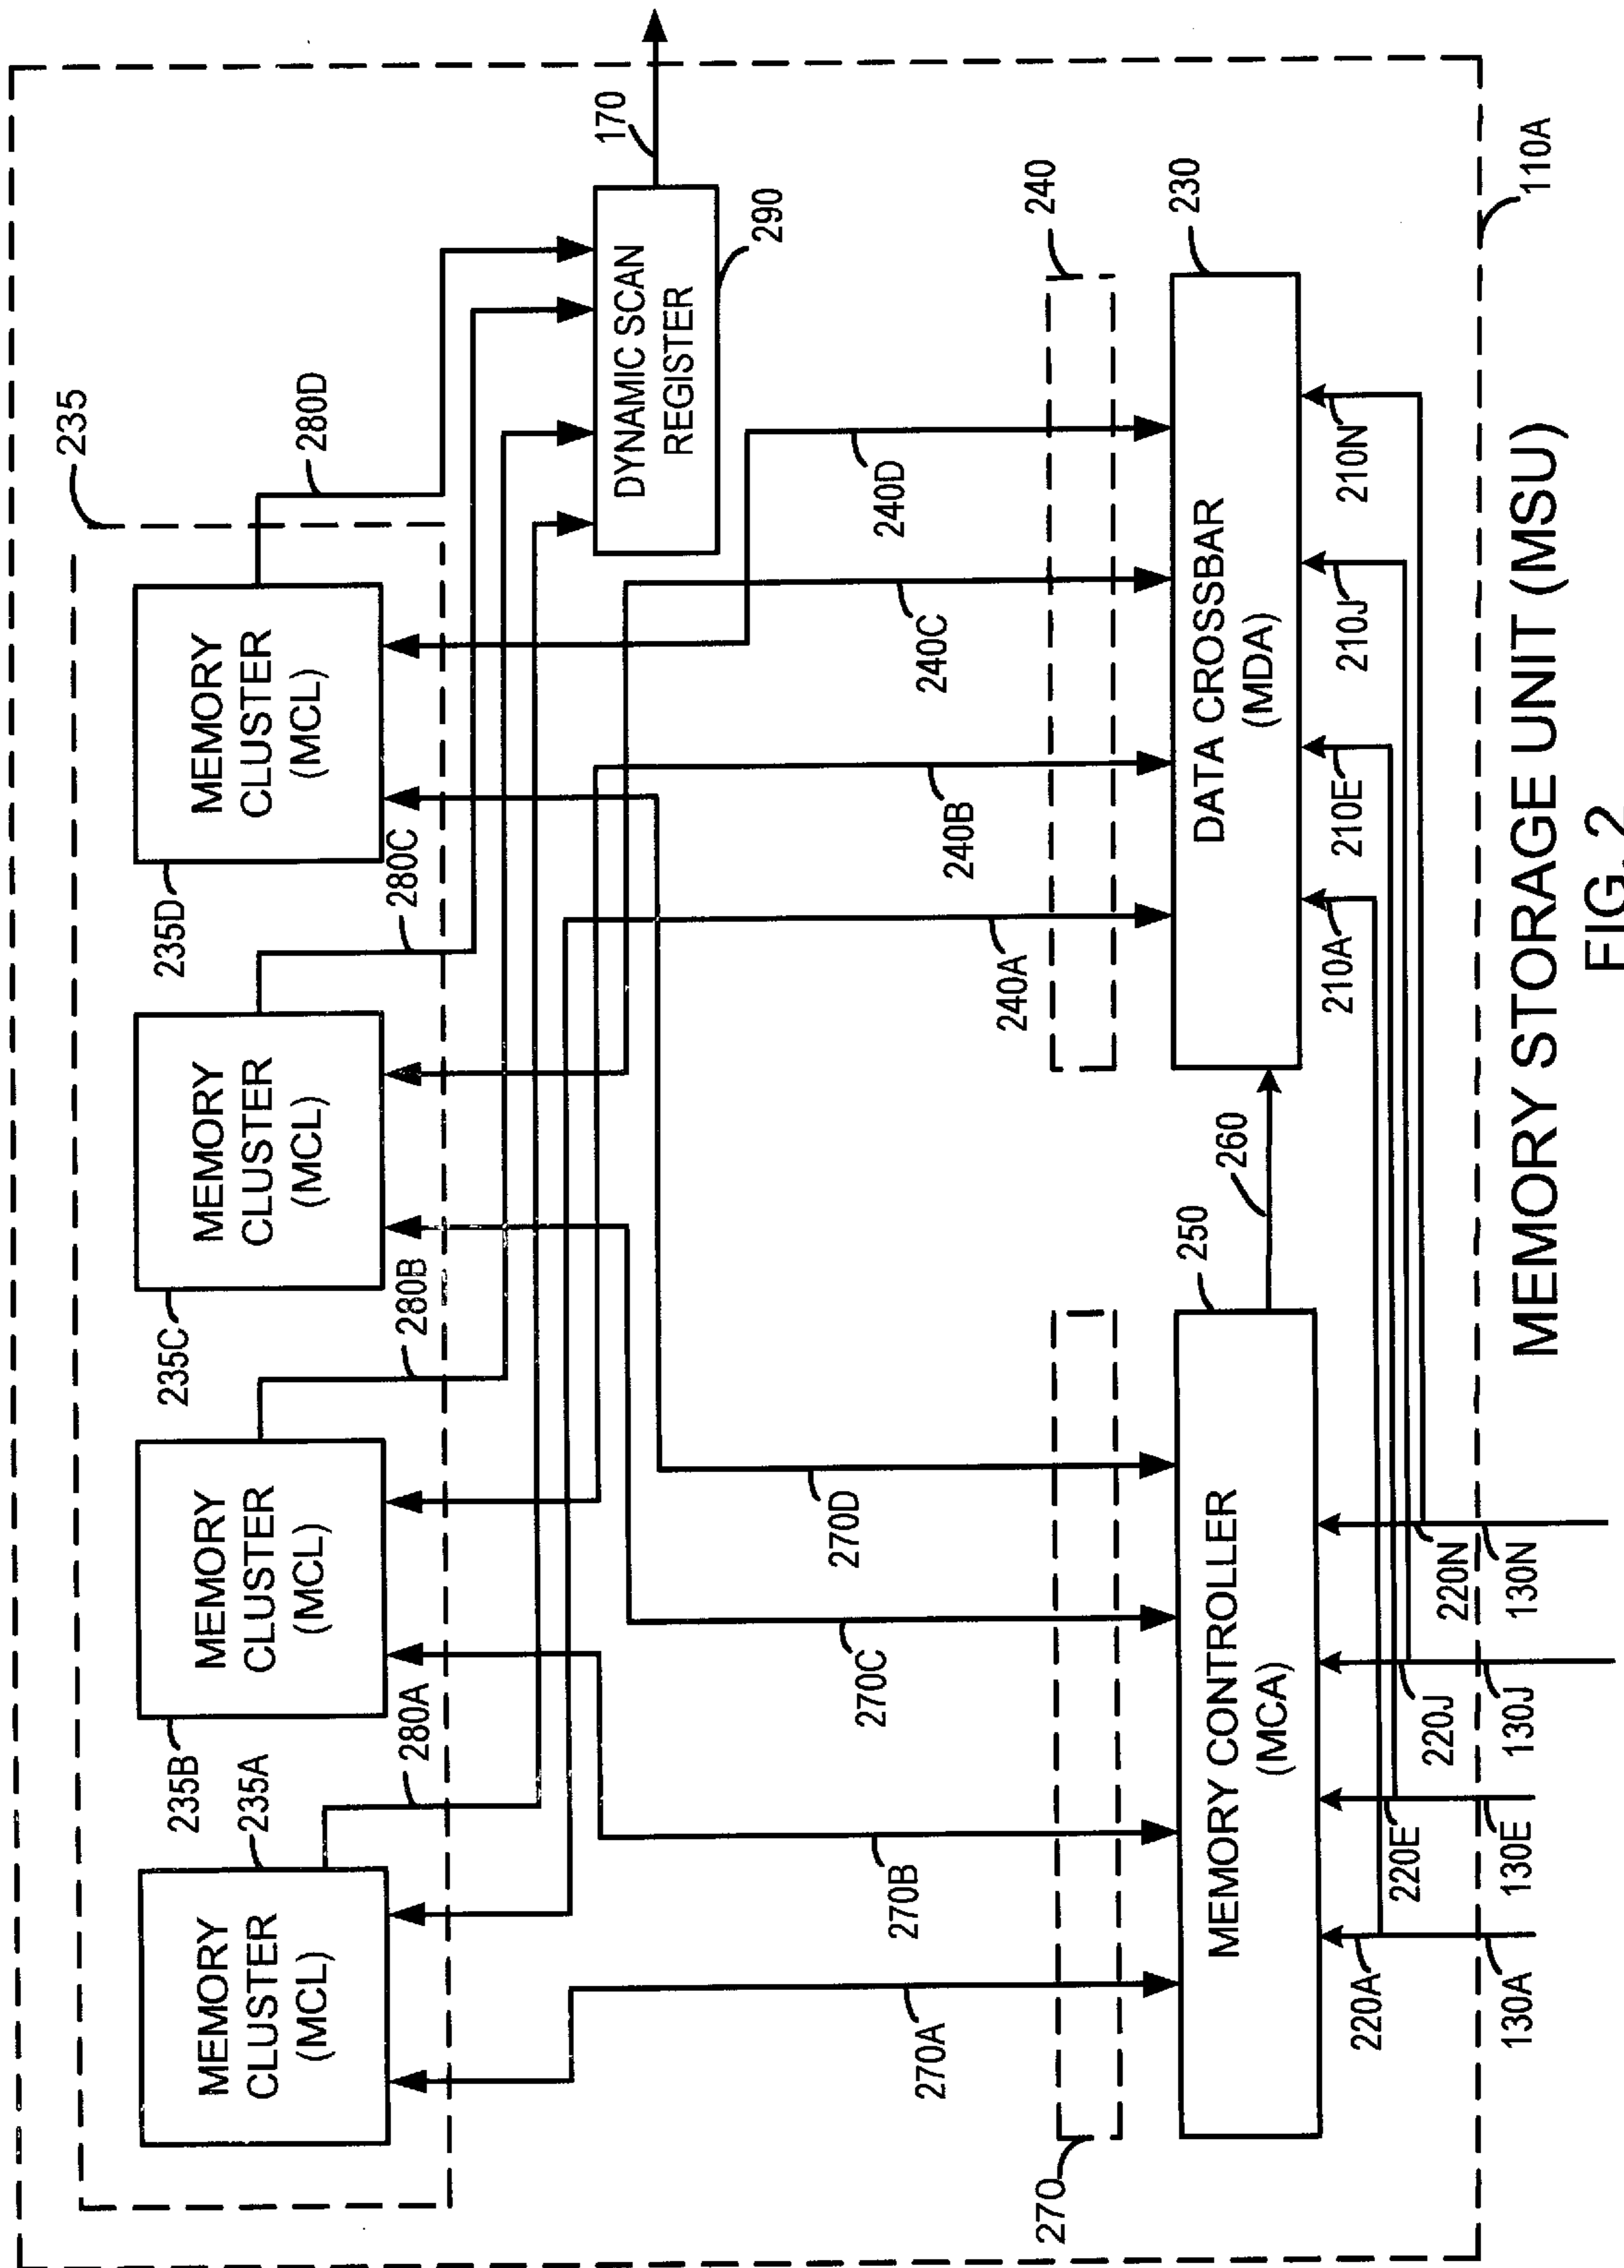 235
280D
170
MEMORY
CLUSTER
(MCL)
235D
280C
MEMORY
CLUSTER
(MCL)
235C
280B
MEMORY
CLUSTER
(MCL)
235B
280A
MEMORY
CLUSTER
(MCL)
235A
DYNAMIC SCAN
REGISTER
290
240D
240C
240B
240A
240
270D
270C
270B
270A
270
DATA CROSSBAR
(MDA)
230
260
MEMORY CONTROLLER
(MCA)
250
210N
210J
210E
210A
220N
220J
220E
220A
130N
130J
130E
130A
110A
MEMORY STORAGE UNIT (MSU)
FIG. 2